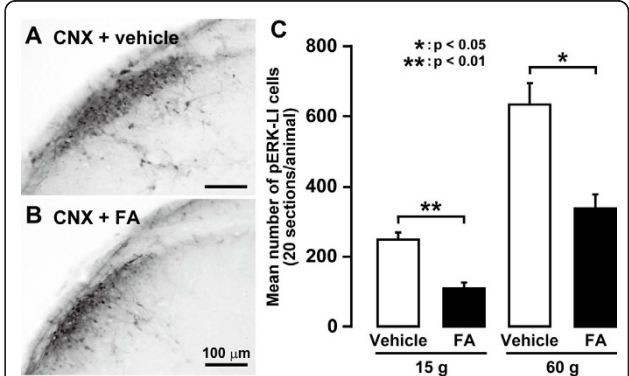 A CNX + vehicle
B CNX + FA
100 μm
C
*: p < 0.05
**: p < 0.01
Mean number of pERK-LI cells
(20 sections/animal)
800
600
400
200
0
**
*
Vehicle FA Vehicle FA
15 g 60 g